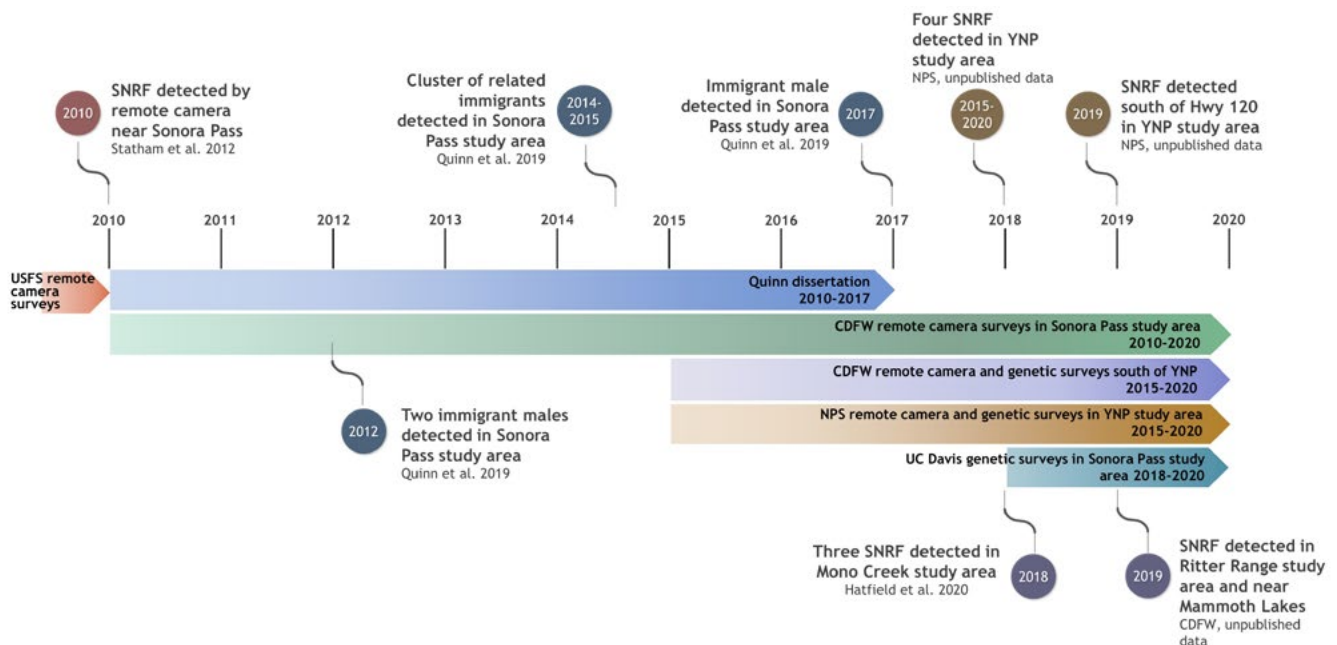 2010
SNRF detected by
remote camera
near Sonora Pass
Statham et al. 2012
Cluster of related
immigrants
detected in Sonora
Pass study area
Quinn et al. 2019
2014-
2015
Immigrant male
detected in Sonora
Pass study area
Quinn et al. 2019
2017
Four SNRF
detected in YNP
study area
NPS, unpublished data
2015-
2020
2019
SNRF detected
south of Hwy 120
in YNP study area
NPS, unpublished data
2010
2011
2012
2013
2014
2015
2016
2017
2018
2019
2020
USFS remote
camera
surveys
Quinn dissertation
2010-2017
CDFW remote camera surveys in Sonora Pass study area
2010-2020
CDFW remote camera and genetic surveys south of YNP
2015-2020
NPS remote camera and genetic surveys in YNP study area
2015-2020
UC Davis genetic surveys in Sonora Pass study
area 2018-2020
2012
Two immigrant males
detected in Sonora
Pass study area
Quinn et al. 2019
Three SNRF detected in
Mono Creek study area
Hatfield et al. 2020
2018
2019
SNRF detected in
Ritter Range study
area and near
Mammoth Lakes
CDFW, unpublished
data